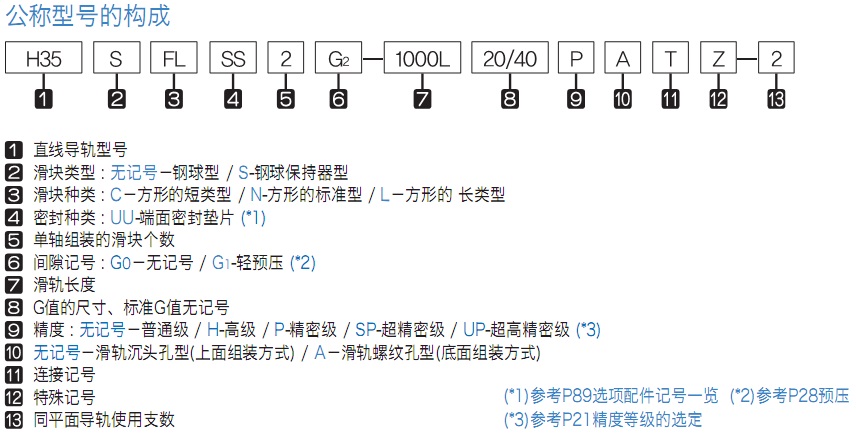 公称型号的构成
H35 S FL SS 2 G2 — 1000L 20/40 P A T Z — 2
1 2 3 4 5 6 7 8 9 10 11 12 13
1 直线导轨型号
2 滑块类型 : 无记号－钢球型 / S-钢球保持器型
3 滑块种类 : C－方形的短类型 / N-方形的标准型 / L－方形的 长类型
4 密封种类 : UU-端面密封垫片 (*1)
5 单轴组装的滑块个数
6 间隙记号 : G0－无记号 / G1-轻预压 (*2)
7 滑轨长度
8 G值的尺寸、标准G值无记号
9 精度 : 无记号－普通级 / H-高级 / P-精密级 / SP-超精密级 / UP-超高精密级 (*3)
10 无记号－滑轨沉头孔型(上面组装方式) / A－滑轨螺纹孔型(底面组装方式)
11 连接记号
12 特殊记号
(*1)参考P89选项配件记号一览 (*2)参考P28预压
13 同平面导轨使用支数
(*3)参考P21精度等级的选定